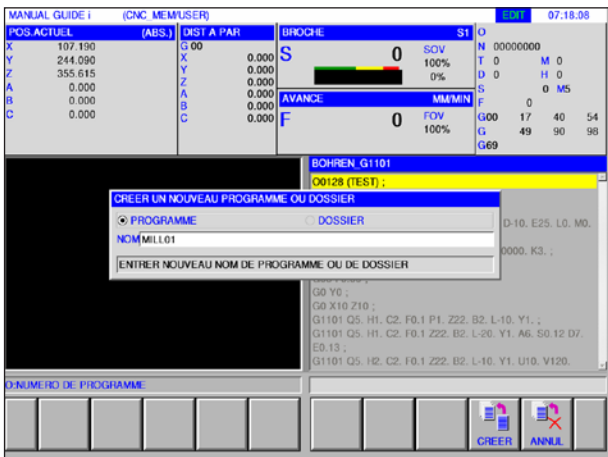 MANUAL GUIDE i (CNC_MEM/USER) EDIT 07:18:08
POS.ACTUEL (ABS.)
X 107.190
Y 244.090
Z 355.615
A 0.000
B 0.000
C 0.000
DIST A PAR
G 00
X 0.000
Y 0.000
Z 0.000
A 0.000
B 0.000
C 0.000
BROCHE S1
S 0 SOV
100%
0%
AVANCE MM/MIN
F 0 FOV
100%
O
N 00000000
T 0 M 0
D 0 H 0
S 0 M5
F 0
G00 17 40 54
G 49 90 98
G69
BOHREN_G1101
O0128 (TEST) ;
CREER UN NOUVEAU PROGRAMME OU DOSSIER
PROGRAMME DOSSIER
NOM MILL01
ENTRER NOUVEAU NOM DE PROGRAMME OU DE DOSSIER
D-10. E25. L0. M0.
0000. K3. ;
G0 Y0 ;
G0 X10 Z10 ;
G1101 Q5. H1. C2. F0.1 P1. Z22. B2. L-10. Y1. ;
G1101 Q5. H1. C2. F0.1 Z22. B2. L-20. Y1. A6. S0.12 D7.
E0.13 ;
G1101 Q5. H2. C2. F0.1 Z22. B2. L-10. Y1. U10. V120.
O:NUMERO DE PROGRAMME
CREER ANNUL